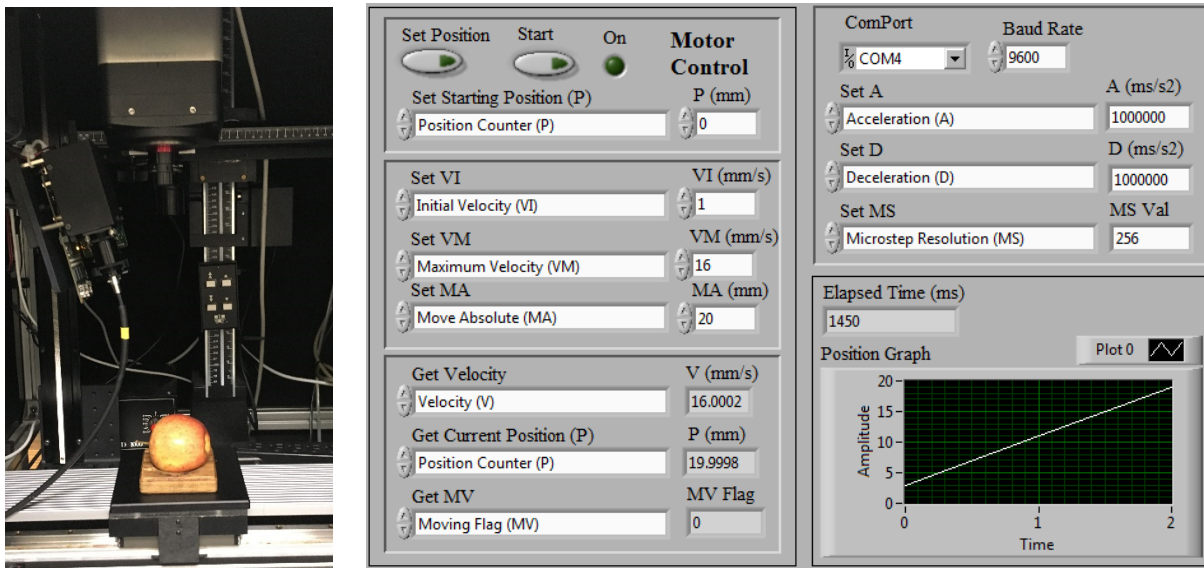 Set Position Start On Motor Control
Set Starting Position (P) P (mm)
Position Counter (P) 0
Set VI VI (mm/s)
Initial Velocity (VI) 1
Set VM VM (mm/s)
Maximum Velocity (VM) 16
Set MA MA (mm)
Move Absolute (MA) 20
Get Velocity V (mm/s)
Velocity (V) 16.0002
Get Current Position (P) P (mm)
Position Counter (P) 19.9998
Get MV MV Flag
Moving Flag (MV) 0
ComPort Baud Rate
I/O COM4 9600
Set A A (ms/s2)
Acceleration (A) 1000000
Set D D (ms/s2)
Deceleration (D) 1000000
Set MS MS Val
Microstep Resolution (MS) 256
Elapsed Time (ms)
1450
Position Graph Plot 0
Amplitude
20
15
10
5
0
0 1 2
Time